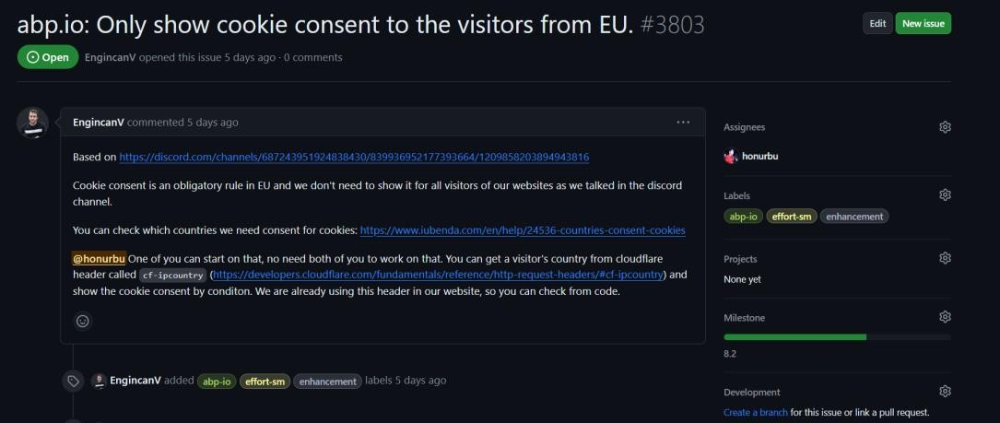 abp.io: Only show cookie consent to the visitors from EU. #3803
Edit
New issue
Open
EngincanV opened this issue 5 days ago · 0 comments
EngincanV commented 5 days ago
Based on https://discord.com/channels/687243951924838430/839936952177393664/1209858203894943816
Cookie consent is an obligatory rule in EU and we don't need to show it for all visitors of our websites as we talked in the discord
channel.
You can check which countries we need consent for cookies: https://www.iubenda.com/en/help/24536-countries-consent-cookies
@honurbu One of you can start on that, no need both of you to work on that. You can get a visitor's country from cloudflare
header called cf-ipcountry (https://developers.cloudflare.com/fundamentals/reference/http-request-headers/#cf-ipcountry) and
show the cookie consent by conditon. We are already using this header in our website, so you can check from code.
EngincanV added abp-io effort-sm enhancement labels 5 days ago
Assignees
honurbu
Labels
abp-io effort-sm enhancement
Projects
None yet
Milestone
8.2
Development
Create a branch for this issue or link a pull request.